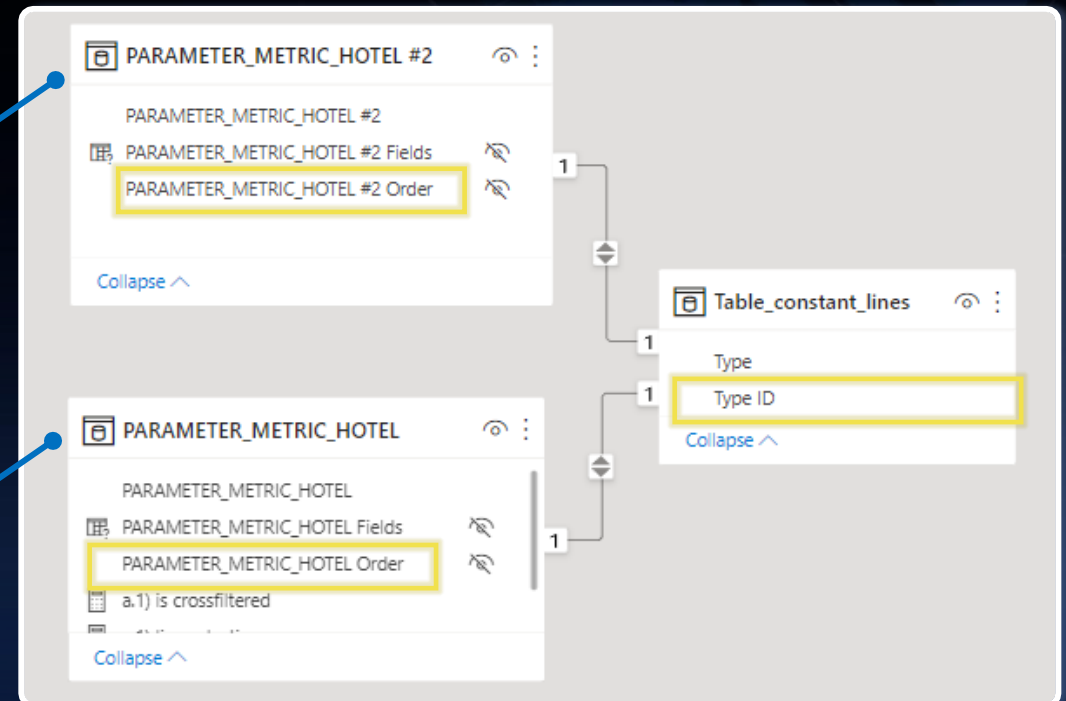 PARAMETER_METRIC_HOTEL #2
PARAMETER_METRIC_HOTEL #2
PARAMETER_METRIC_HOTEL #2 Fields
PARAMETER_METRIC_HOTEL #2 Order
Collapse
1
1
Table_constant_lines
Type
Type ID
Collapse
1
1
PARAMETER_METRIC_HOTEL
PARAMETER_METRIC_HOTEL
PARAMETER_METRIC_HOTEL Fields
PARAMETER_METRIC_HOTEL Order
a.1) is crossfiltered
Collapse